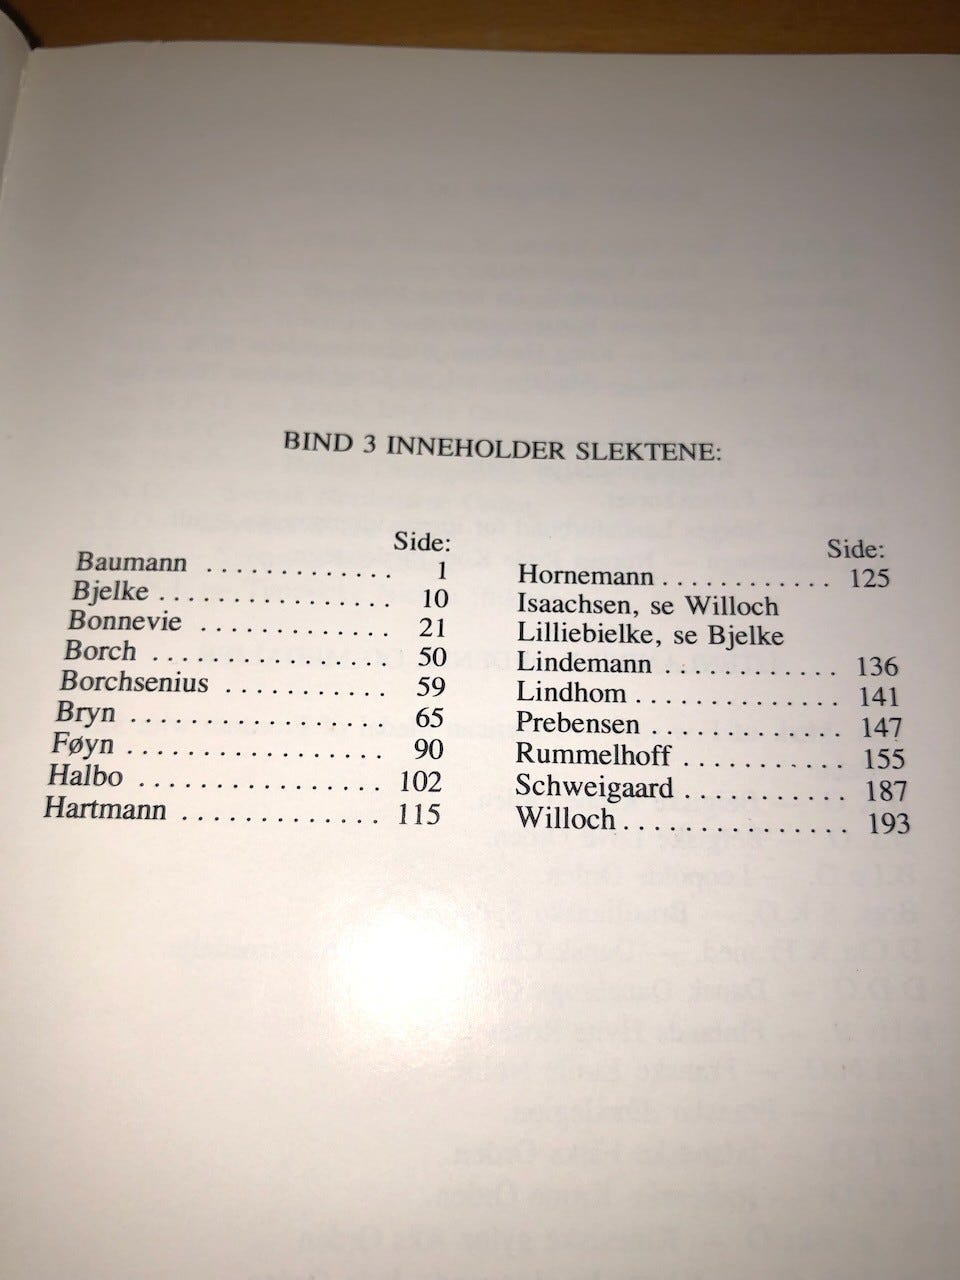 BIND 3 INNEHOLDER SLEKTENE:
Side:
Baumann ............. 1
Bjelke ................ 10
Bonnevie ............. 21
Borch ................. 50
Borchsenius ........... 59
Bryn .................. 65
Føyn .................. 90
Halbo ................. 102
Hartmann ............. 115
Side:
Hornemann ............ 125
Isaachsen, se Willoch
Lilliebielke, se Bjelke
Lindemann ............ 136
Lindhom .............. 141
Prebensen ............ 147
Rummelhoff ........... 155
Schweigaard ........... 187
Willoch ................ 193